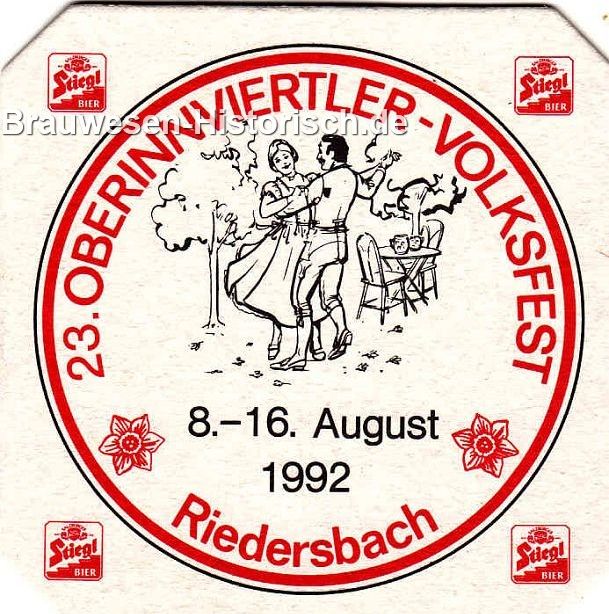 Stiegl
BIER
Stiegl
BIER
Brauwesen-Historisch.de
23. OBERINNVIERTLER-VOLKSFEST
8.–16. August
1992
Riedersbach
Stiegl
BIER
Stiegl
BIER